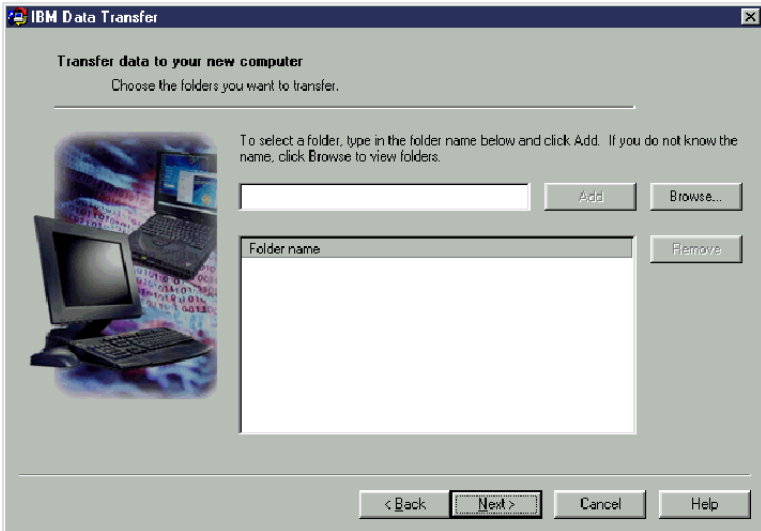 IBM Data Transfer
Transfer data to your new computer
Choose the folders you want to transfer.
To select a folder, type in the folder name below and click Add. If you do not know the
name, click Browse to view folders.
Add
Browse...
Folder name
Remove
< Back
Next >
Cancel
Help